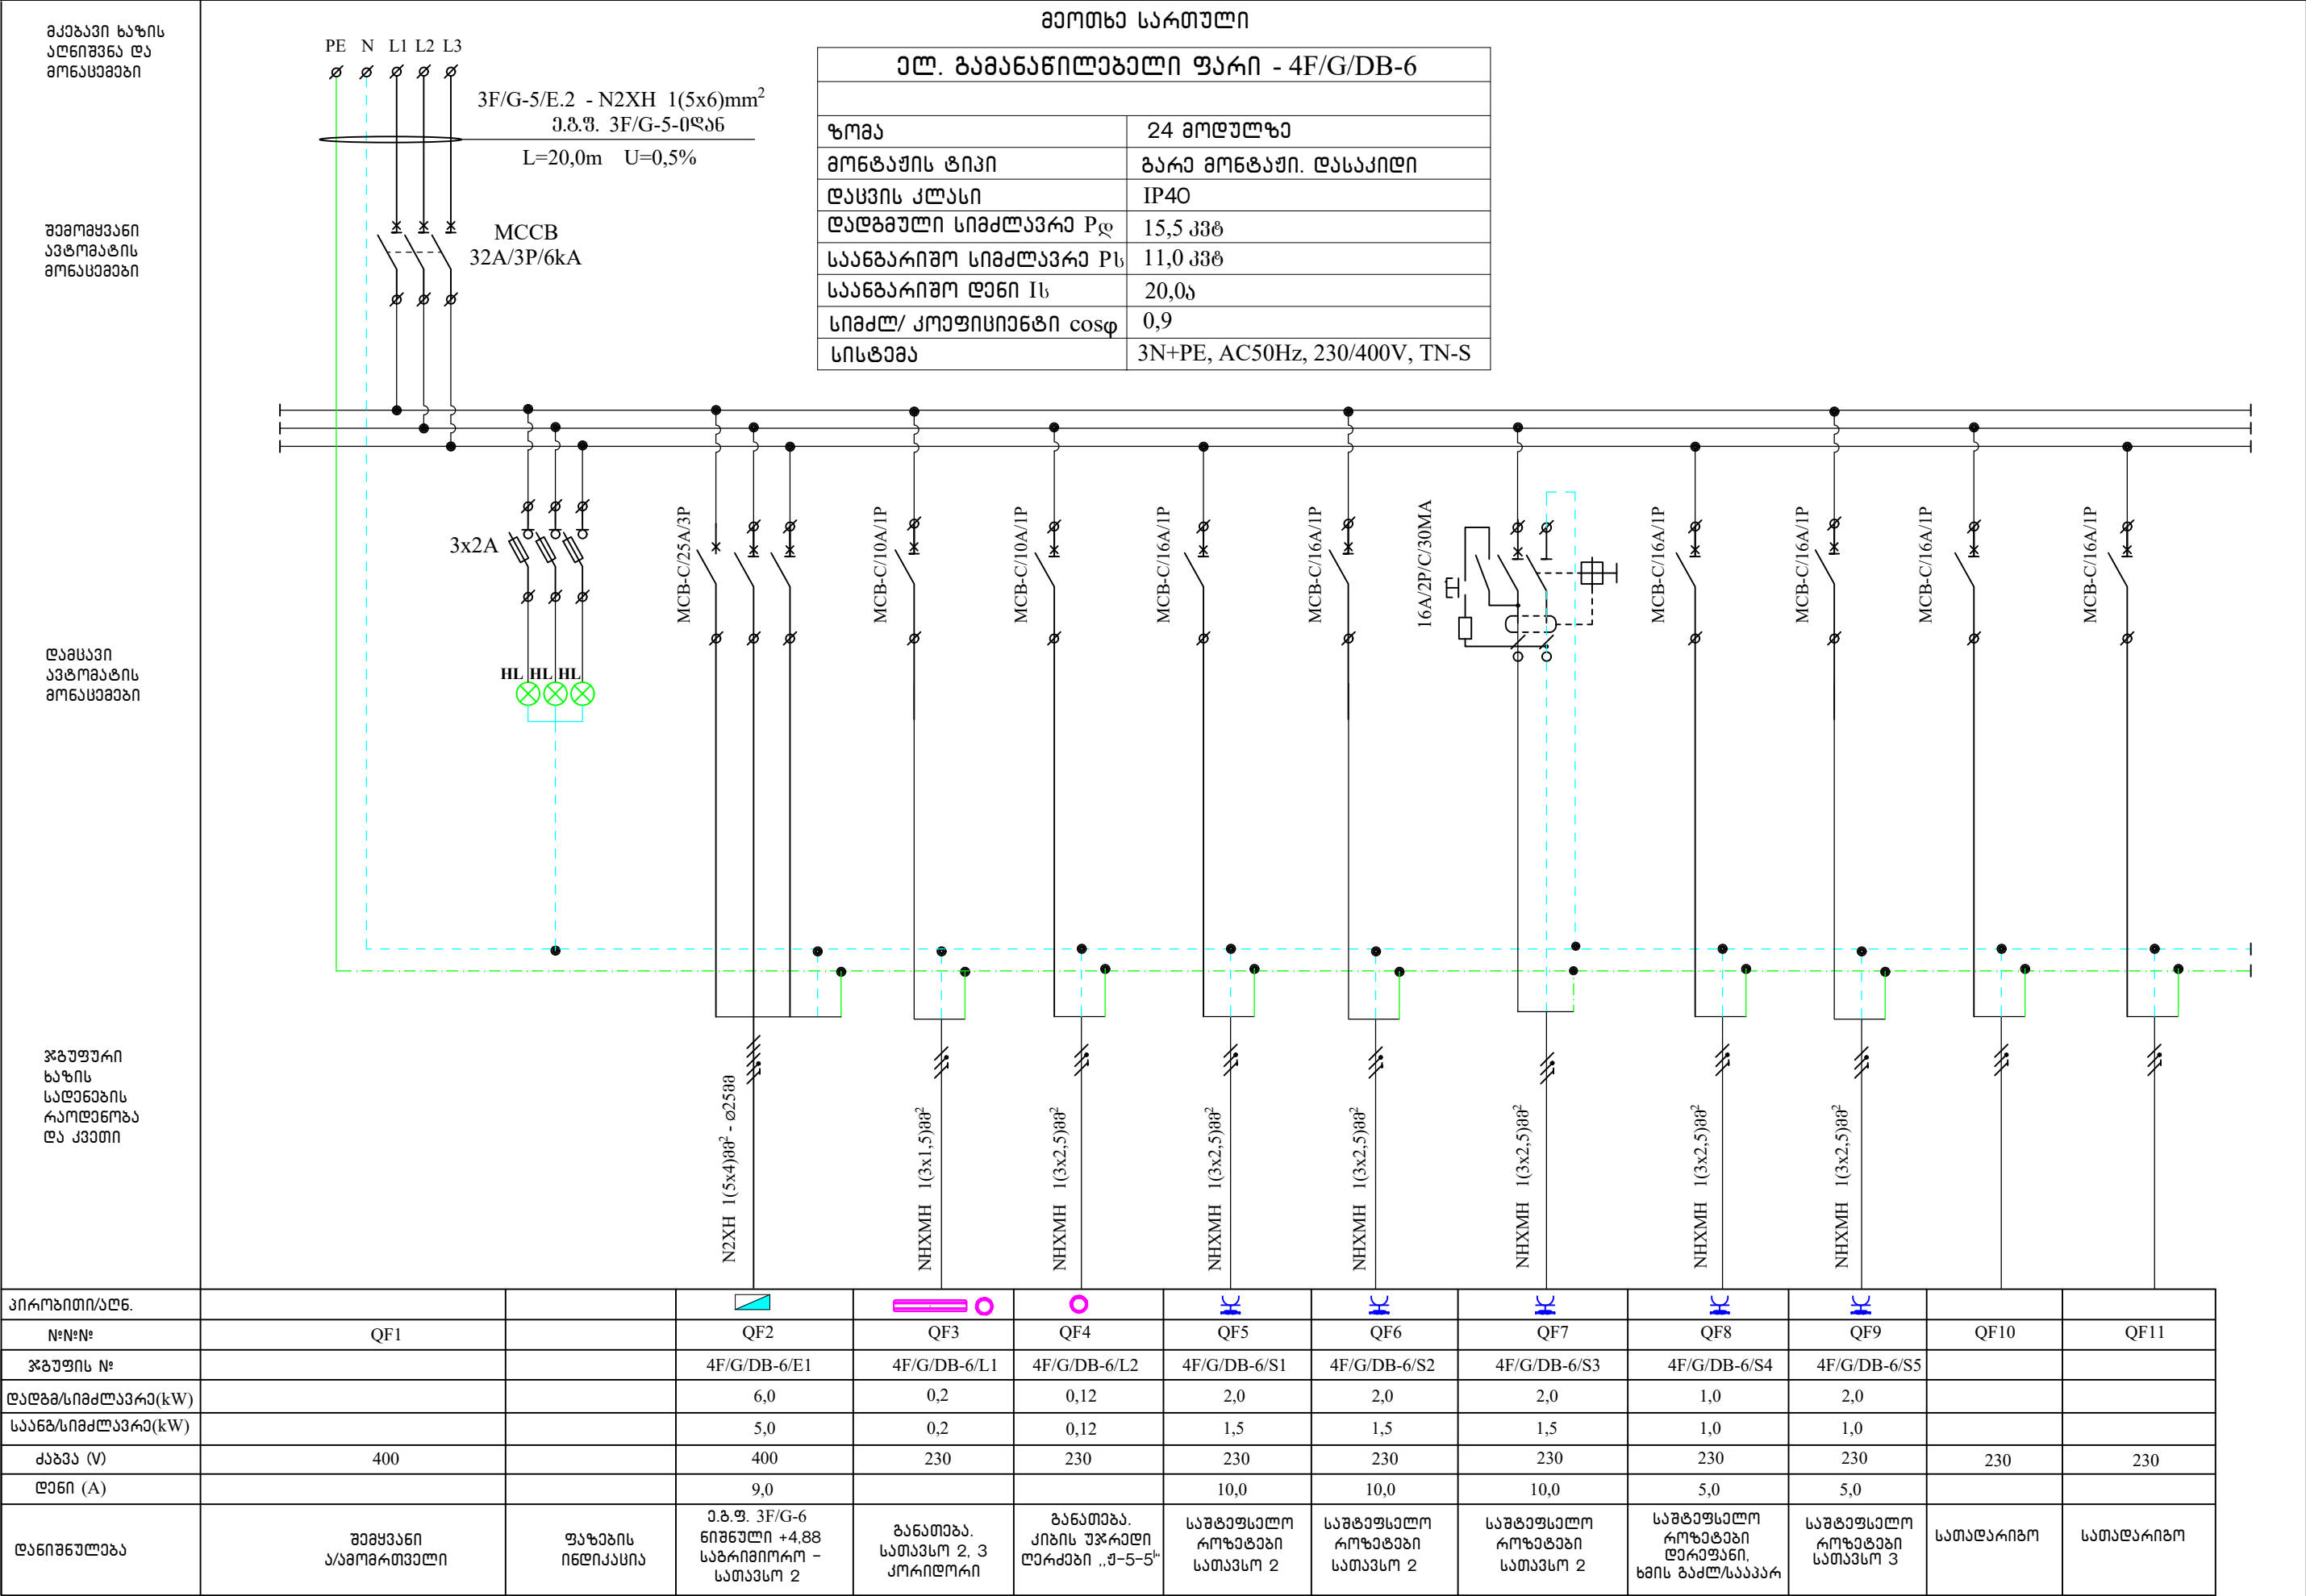 მეოთხე სართული
მკვებავი ხაზის
აღნიშვნა და
მონაცემები
PE N L1 L2 L3
3F/G-5/E.2 - N2XH 1(5x6)mm²
ე.გ.ფ. 3F/G-5-იდან
L=20,0m U=0,5%
ელ. გამანაწილებელი ფარი - 4F/G/DB-6
ზომა 24 მოდულზე
მონტაჟის ტიპი გარე მონტაჟი. დასაკიდი
დაცვის კლასი IP40
დადგმული სიმძლავრე Pდ 15,5 კვტ
საანგარიშო სიმძლავრე Pს 11,0 კვტ
საანგარიშო დენი Iს 20,0ა
სიმძლ/ კოეფიციენტი cosφ 0,9
სისტემა 3N+PE, AC50Hz, 230/400V, TN-S
შემომყვანი
ავტომატის
მონაცემები
MCCB
32A/3P/6kA
დამცავი
ავტომატის
მონაცემები
3x2A
HL HL HL
MCB-C/25A/3P
MCB-C/10A/1P
MCB-C/10A/1P
MCB-C/16A/1P
MCB-C/16A/1P
16A/2P/C/30MA
MCB-C/16A/1P
MCB-C/16A/1P
MCB-C/16A/1P
MCB-C/16A/1P
ჯგუფური
ხაზის
სადენების
რაოდენობა
და კვეთი
N2XH 1(5x4)მმ² - ⌀25მმ
NHXMH 1(3x1,5)მმ²
NHXMH 1(3x2,5)მმ²
NHXMH 1(3x2,5)მმ²
NHXMH 1(3x2,5)მმ²
NHXMH 1(3x2,5)მმ²
NHXMH 1(3x2,5)მმ²
NHXMH 1(3x2,5)მმ²
პირობითი/აღნ.
№№№ QF1 QF2 QF3 QF4 QF5 QF6 QF7 QF8 QF9 QF10 QF11
ჯგუფის № 4F/G/DB-6/E1 4F/G/DB-6/L1 4F/G/DB-6/L2 4F/G/DB-6/S1 4F/G/DB-6/S2 4F/G/DB-6/S3 4F/G/DB-6/S4 4F/G/DB-6/S5
დადგმ/სიმძლავრე(kW) 6,0 0,2 0,12 2,0 2,0 2,0 1,0 2,0
საანგ/სიმძლავრე(kW) 5,0 0,2 0,12 1,5 1,5 1,5 1,0 1,0
ძაბვა (V) 400 400 230 230 230 230 230 230 230 230 230
დენი (A) 9,0 10,0 10,0 10,0 5,0 5,0
დანიშნულება
შემყვანი
ა/ამომრთველი
ფაზების
ინდიკაცია
ე.გ.ფ. 3F/G-6
ნიშნული +4,88
საგრიმიორო -
სათავსო 2
განათება.
სათავსო 2, 3
კორიდორი
განათება.
კიბის უჯრედი
ღერძები ,,ჟ-5-5'"
საშტეფსელო
როზეტები
სათავსო 2
საშტეფსელო
როზეტები
სათავსო 2
საშტეფსელო
როზეტები
სათავსო 2
საშტეფსელო
როზეტები
დერეფანი,
ხმის გაძლ/სააპარ
საშტეფსელო
როზეტები
სათავსო 3
სათადარიგო
სათადარიგო